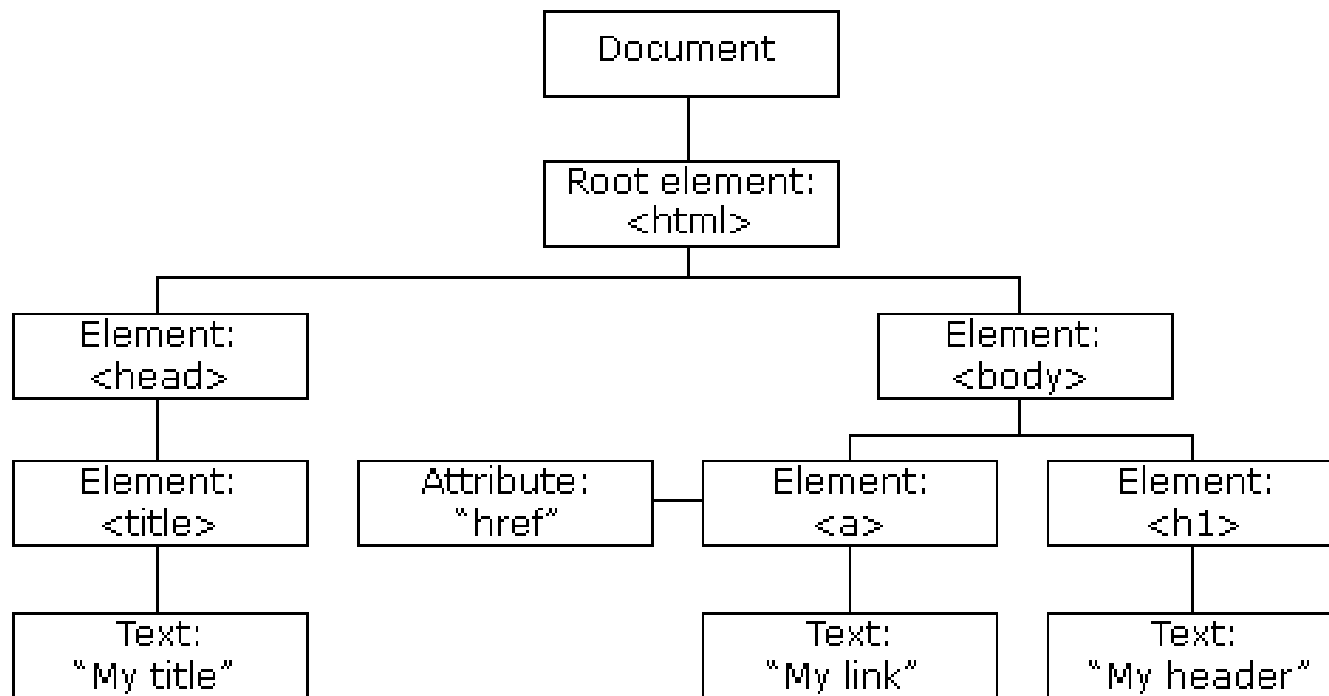 Document
Root element:
<html>
Element:
<head>
Element:
<body>
Element:
<title>
Attribute:
“href”
Element:
<a>
Element:
<h1>
Text:
“My title”
Text:
“My link”
Text:
“My header”